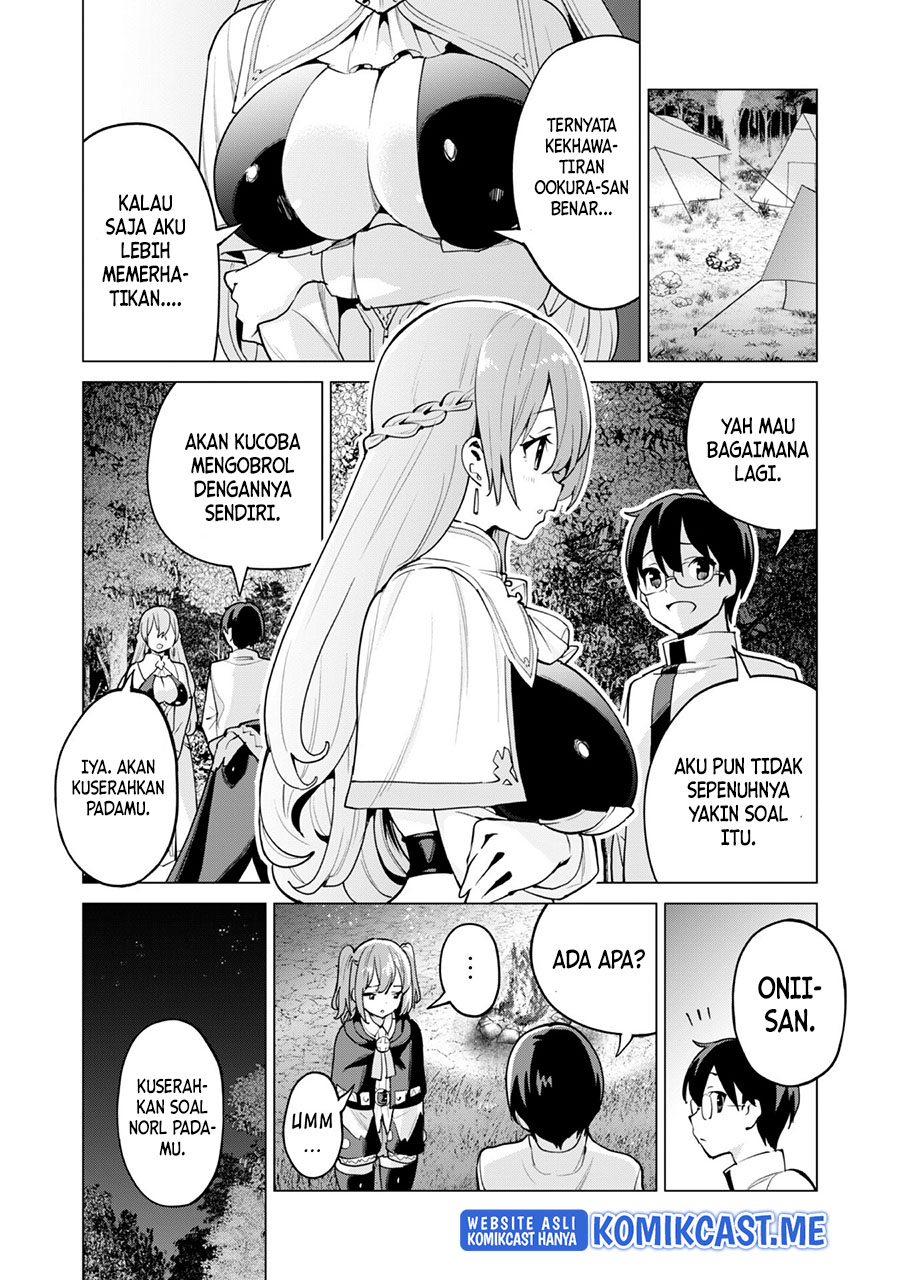 TERNYATA
KEKHAWA-
TIRAN
OOKURA-SAN
BENAR...
KALAU
SAJA AKU
LEBIH
MEMERHA-
TIKAN....
YAH MAU
BAGAIMANA
LAGI.
AKU PUN TIDAK
SEPENUHNYA
YAKIN SOAL
ITU.
AKAN KUCOBA
MENGOBROL
DENGANNYA
SENDIRI.
IYA. AKAN
KUSERAHKAN
PADAMU.
ONII-
SAN.
ADA APA?
...
UMM
...
KUSERAH-
KAN SOAL
NORL PADA-
MU.
WEBSITE ASLI
KOMIKCAST HANYA
KOMIKCAST.ME